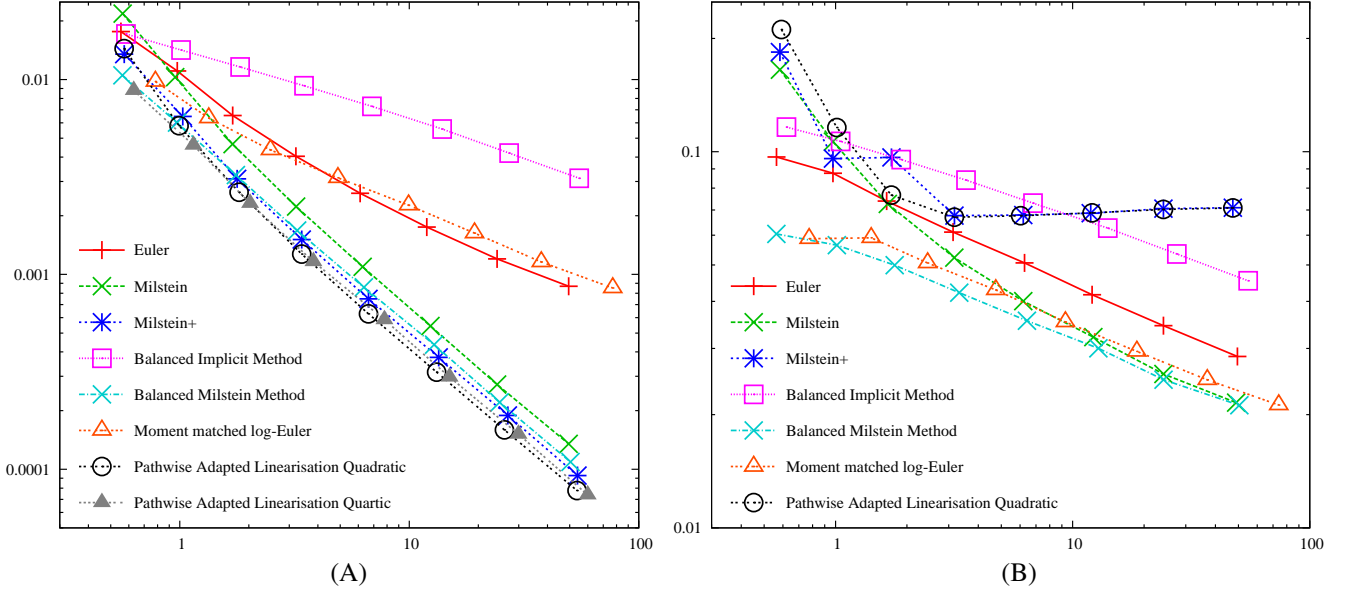 0.01
0.001
0.0001
Euler
Milstein
Milstein+
Balanced Implicit Method
Balanced Milstein Method
Moment matched log-Euler
Pathwise Adapted Linearisation Quadratic
Pathwise Adapted Linearisation Quartic
1
10
100
(A)
0.1
0.01
Euler
Milstein
Milstein+
Balanced Implicit Method
Balanced Milstein Method
Moment matched log-Euler
Pathwise Adapted Linearisation Quadratic
1
10
100
(B)